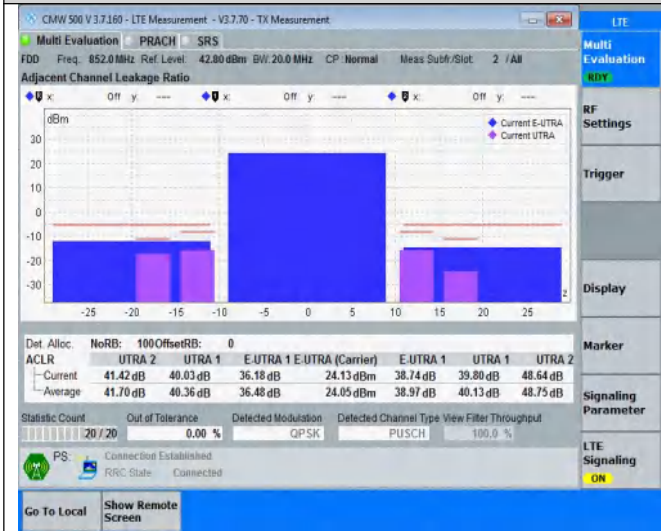 CMW 500 V 3.7.160 - LTE Measurement - V3.7.70 - TX Measurement
LTE
Multi Evaluation PRACH SRS
FDD Freq.: 852.0 MHz Ref. Level: 42.80 dBm BW: 20.0 MHz CP: Normal Meas Subfr./Slot: 2 / All
Adjacent Channel Leakage Ratio
x: Off y: --- x: Off y: --- x: Off y: ---
dBm
Current E-UTRA
Current UTRA
30
20
10
0
-10
-20
-30
z
-25 -20 -15 -10 -5 0 5 10 15 20 25
Det. Alloc. NoRB: 100 OffsetRB: 0
ACLR UTRA 2 UTRA 1 E-UTRA 1 E-UTRA (Carrier) E-UTRA 1 UTRA 1 UTRA 2
Current 41.42 dB 40.03 dB 36.18 dB 24.13 dBm 38.74 dB 39.80 dB 48.64 dB
Average 41.70 dB 40.36 dB 36.48 dB 24.05 dBm 38.97 dB 40.13 dB 48.75 dB
Statistic Count Out of Tolerance Detected Modulation Detected Channel Type View Filter Throughput
20 / 20 0.00 % QPSK PUSCH 100.0 %
PS: Connection Established
RRC State Connected
Multi
Evaluation
RDY
RF
Settings
Trigger
Display
Marker
Signaling
Parameter
LTE
Signaling
ON
Go To Local
Show Remote
Screen